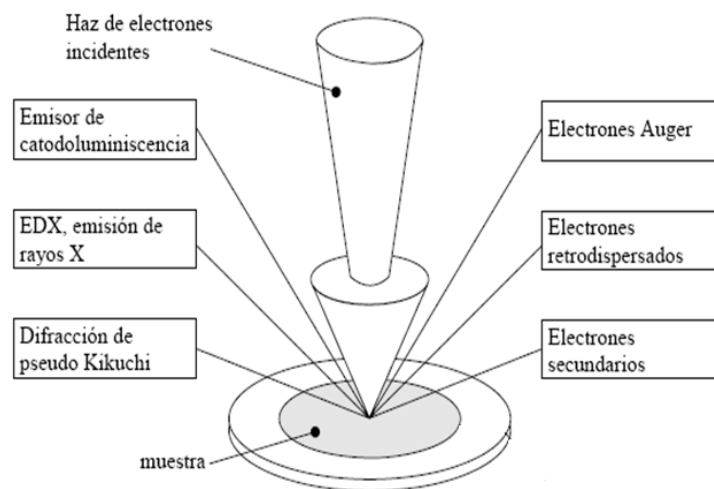 Haz de electrones
incidentes
Emisor de
catodoluminiscencia
Electrones Auger
EDX, emisión de
rayos X
Electrones
retrodispersados
Difracción de
pseudo Kikuchi
Electrones
secundarios
muestra